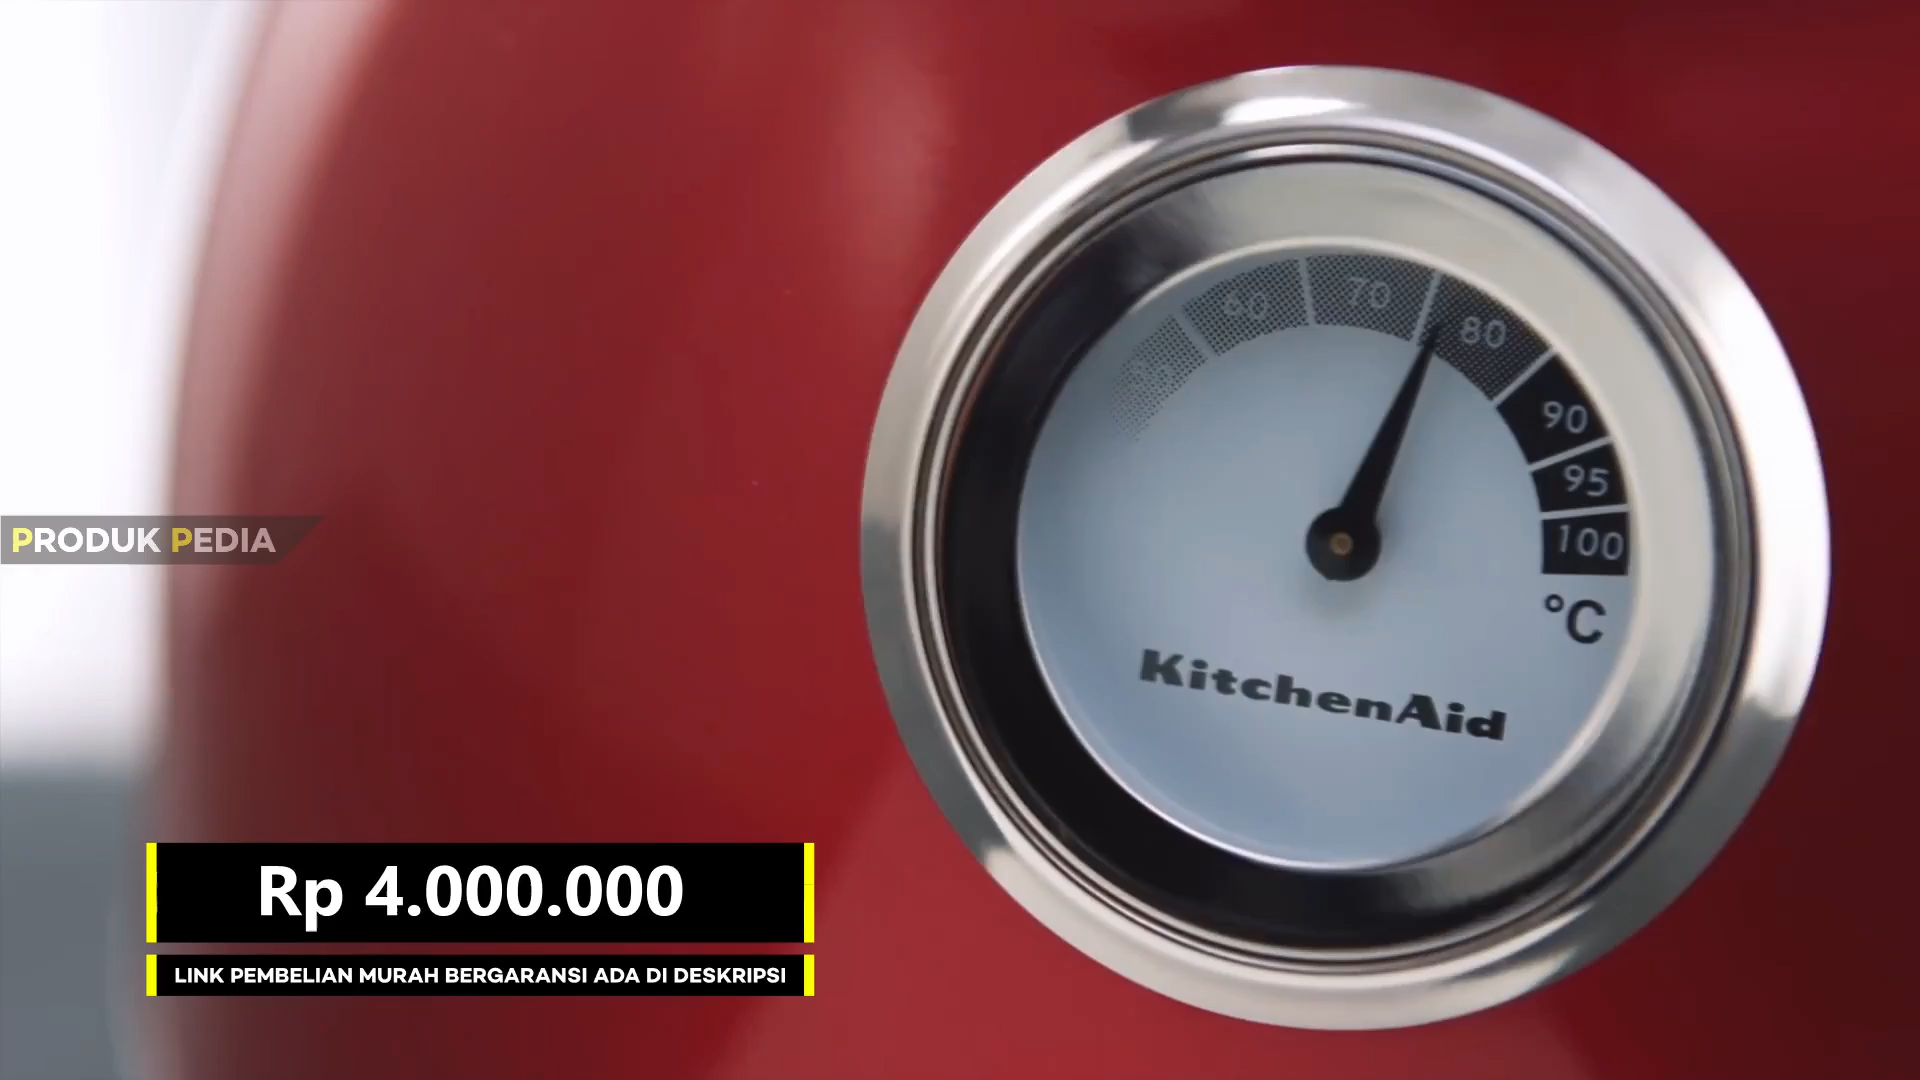 60
70
80
90
95
100
°C
KitchenAid
PRODUK PEDIA
Rp 4.000.000
LINK PEMBELIAN MURAH BERGARANSI ADA DI DESKRIPSI